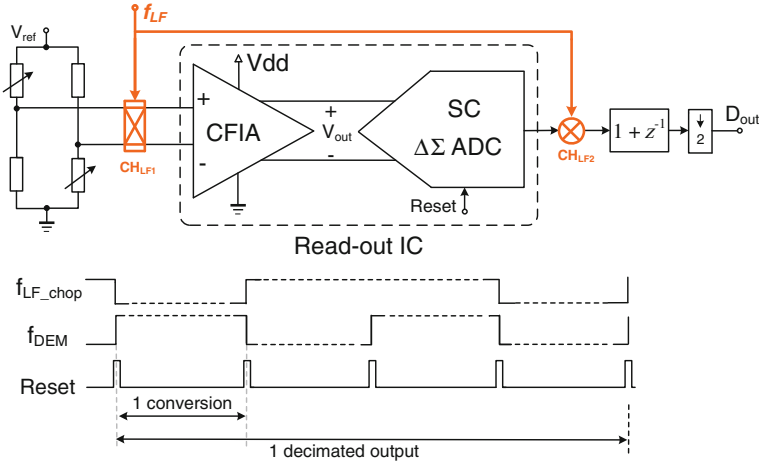 f_LF
V_ref
Vdd
+
-
CFIA
+
V_out
-
SC
ΔΣ ADC
Reset
CH_LF1
CH_LF2
1 + z^-1
↓
2
D_out
Read-out IC
f_LF_chop
f_DEM
Reset
1 conversion
1 decimated output